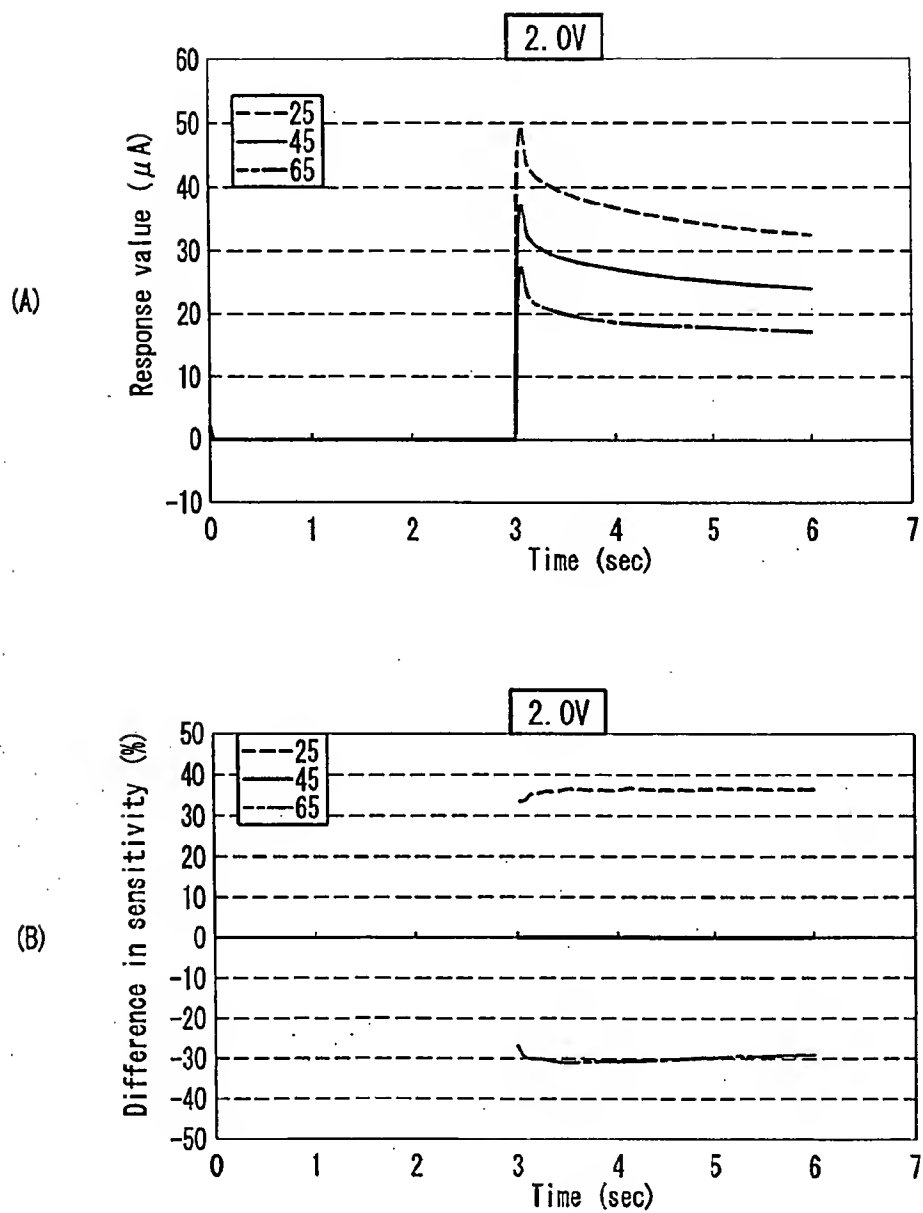 (A)
2.0V
Response value (μA)
60
50
40
30
20
10
0
-10
25
45
65
0 1 2 3 4 5 6 7
Time (sec)
(B)
2.0V
Difference in sensitivity (%)
50
40
30
20
10
0
-10
-20
-30
-40
-50
25
45
65
0 1 2 3 4 5 6 7
Time (sec)